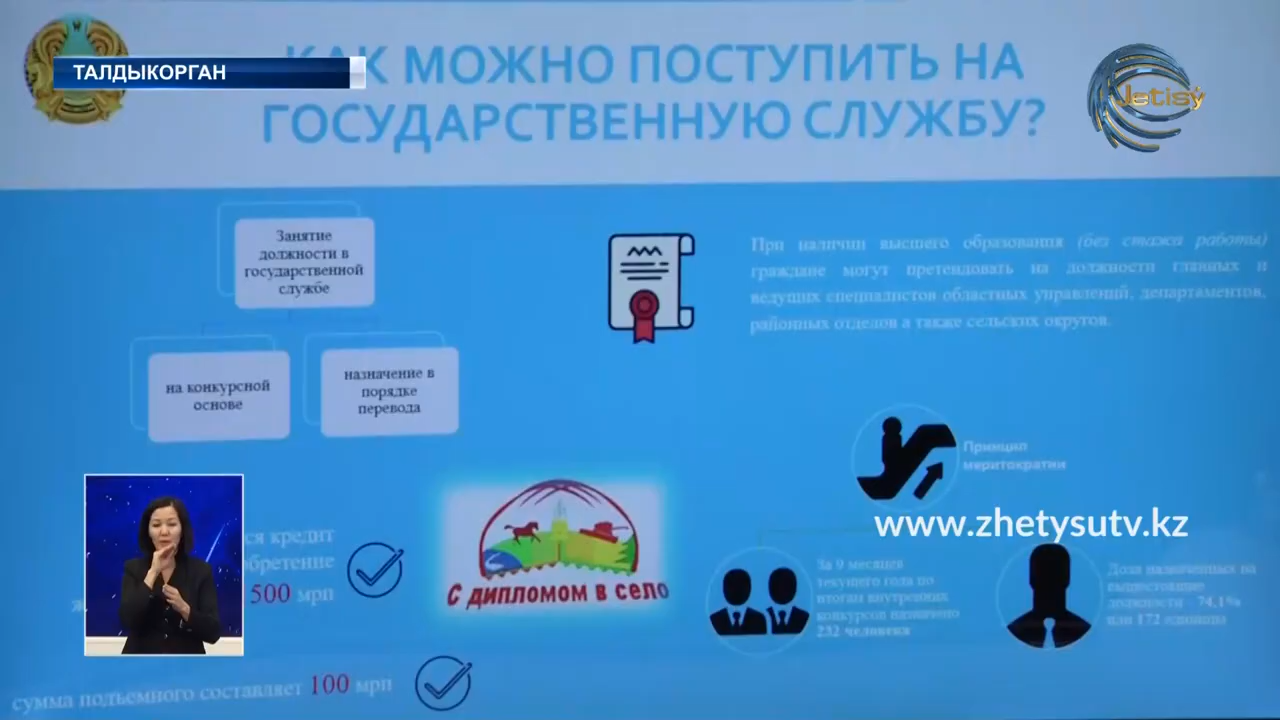 ТАЛДЫКОРГАН
КАК МОЖНО ПОСТУПИТЬ НА
ГОСУДАРСТВЕННУЮ СЛУЖБУ?
Jetisý
Занятие
должности в
государственной
службе
на конкурсной
основе
назначение в
порядке
перевода
При наличии высшего образования (без стажа работы)
граждане могут претендовать на должности главных и
ведущих специалистов областных управлений, департаментов,
районных отделов а также сельских округов.
Принцип
меритократии
www.zhetysutv.kz
ся кредит
обретение
500 мрп
С ДИПЛОМОМ В СЕЛО
За 9 месяцев
текущего года по
итогам внутренних
конкурсов назначено
232 человека
Доля назначенных на
вышестоящие
должности 74,1%
или 172 единицы
сумма подъемного составляет 100 мрп